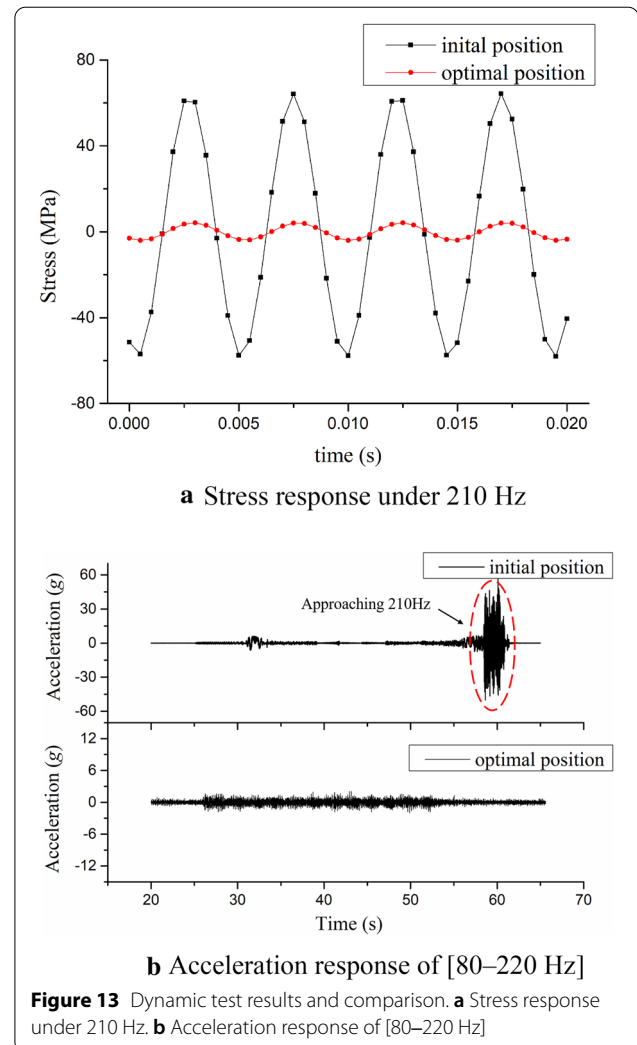 inital position
optimal position
80
40
0
-40
-80
Stress (MPa)
0.000 0.005 0.010 0.015 0.020
time (s)
a Stress response under 210 Hz
initial position
Approaching 210Hz
60
30
0
-30
-60
Acceleration (g)
optimal position
12
6
0
-6
-12
Acceleration (g)
20 30 40 50 60 70
Time (s)
b Acceleration response of [80–220 Hz]
Figure 13 Dynamic test results and comparison. a Stress response
under 210 Hz. b Acceleration response of [80–220 Hz]